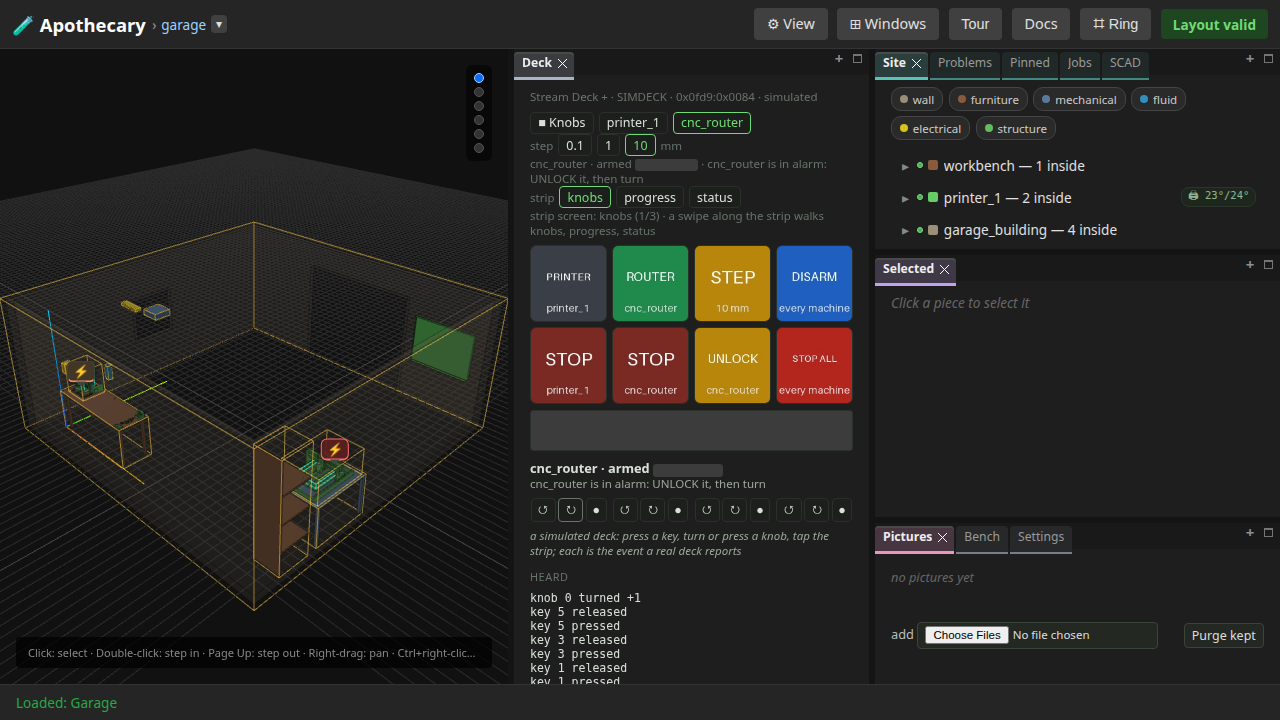 Apothecary › garage ▾
⚙ View
Windows
Tour
Docs
Ring
Layout valid
Click: select · Double-click: step in · Page Up: step out · Right-drag: pan · Ctrl+right-clic...
Deck
Stream Deck + · SIMDECK · 0x0fd9:0x0084 · simulated
■ Knobs printer_1 cnc_router
step 0.1 1 10 mm
cnc_router · armed · cnc_router is in alarm:
UNLOCK it, then turn
strip knobs progress status
strip screen: knobs (1/3) · a swipe along the strip walks
knobs, progress, status
PRINTER
printer_1
ROUTER
cnc_router
STEP
10 mm
DISARM
every machine
STOP
printer_1
STOP
cnc_router
UNLOCK
cnc_router
STOP ALL
every machine
cnc_router · armed
cnc_router is in alarm: UNLOCK it, then turn
↺ ↻ ● ↺ ↻ ● ↺ ↻ ● ↺ ↻ ●
a simulated deck: press a key, turn or press a knob, tap the
strip; each is the event a real deck reports
HEARD
knob 0 turned +1
key 5 released
key 5 pressed
key 3 released
key 3 pressed
key 1 released
key 1 pressed
Site Problems Pinned Jobs SCAD
wall furniture mechanical fluid
electrical structure
workbench — 1 inside
printer_1 — 2 inside 23°/24°
garage_building — 4 inside
Selected
Click a piece to select it
Pictures Bench Settings
no pictures yet
add Choose Files No file chosen Purge kept
Loaded: Garage